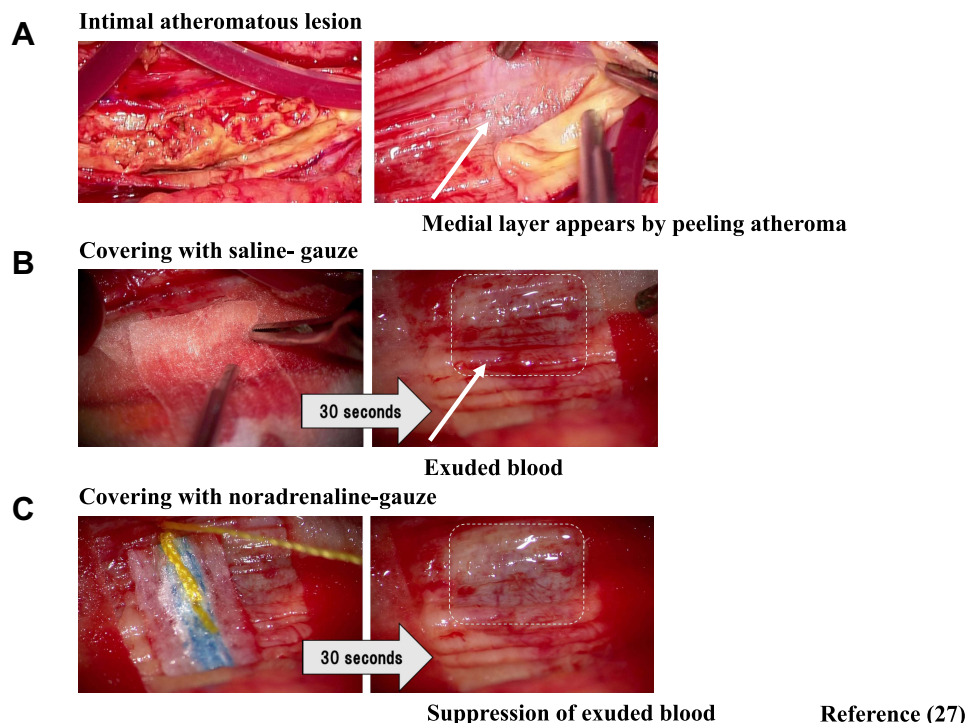 A
Intimal atheromatous lesion
Medial layer appears by peeling atheroma
B
Covering with saline- gauze
30 seconds
Exuded blood
C
Covering with noradrenaline-gauze
30 seconds
Suppression of exuded blood
Reference (27)